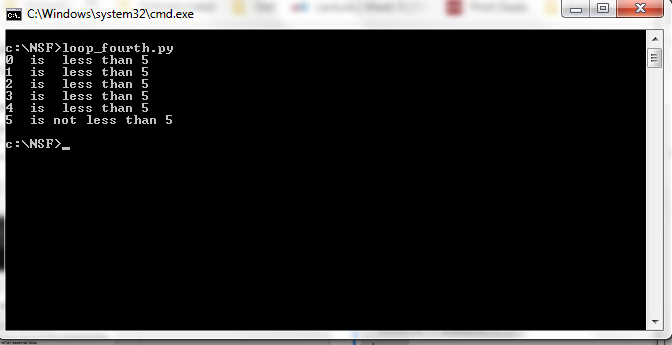 C:\Windows\system32\cmd.exe
c:\NSF>loop_fourth.py
0  is  less than 5
1  is  less than 5
2  is  less than 5
3  is  less than 5
4  is  less than 5
5  is not less than 5
c:\NSF>_